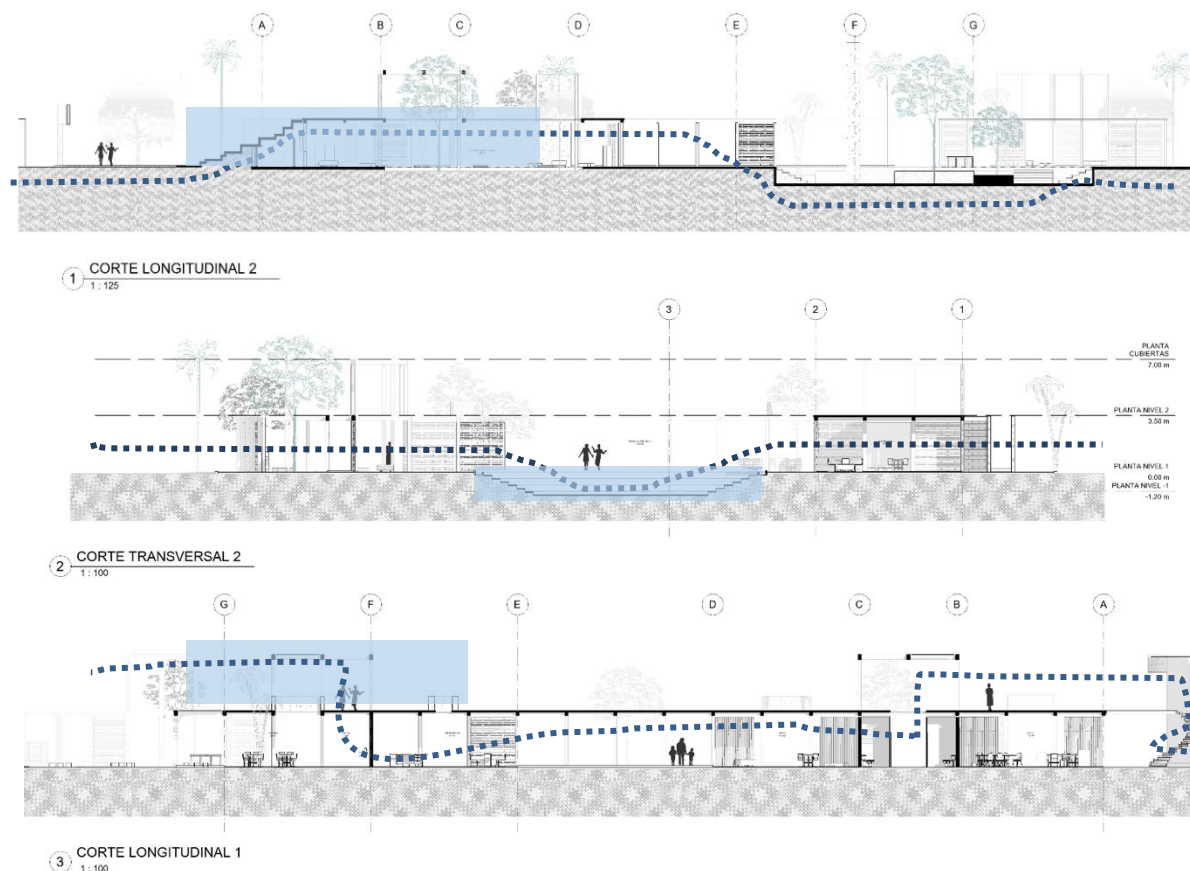 A B C D E F G
1 CORTE LONGITUDINAL 2
1 : 125
3 2 1
PLANTA
CUBIERTAS
7.00 m
PLANTA NIVEL 2
3.50 m
PLANTA NIVEL 1
0.00 m
PLANTA NIVEL -1
-1.20 m
2 CORTE TRANSVERSAL 2
1 : 100
G F E D C B A
3 CORTE LONGITUDINAL 1
1 : 100